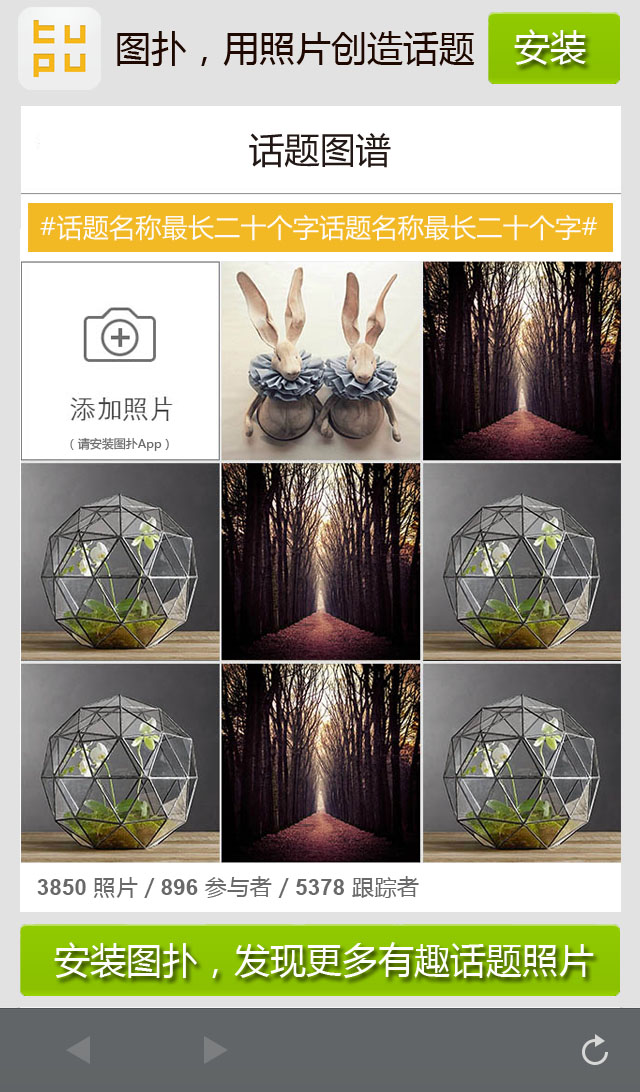 tu
pu
图扑，用照片创造话题
安装
话题图谱
#话题名称最长二十个字话题名称最长二十个字#
添加照片
（请安装图扑App）
3850 照片 / 896 参与者 / 5378 跟踪者
安装图扑，发现更多有趣话题照片